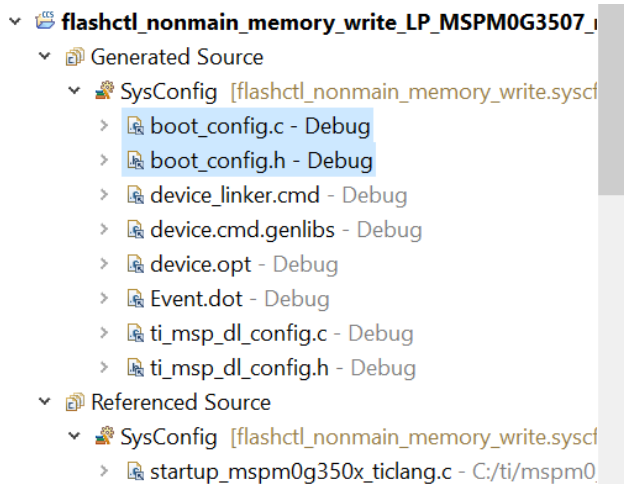 flashctl_nonmain_memory_write_LP_MSPM0G3507_
Generated Source
SysConfig [flashctl_nonmain_memory_write.syscf
boot_config.c - Debug
boot_config.h - Debug
device_linker.cmd - Debug
device.cmd.genlibs - Debug
device.opt - Debug
Event.dot - Debug
ti_msp_dl_config.c - Debug
ti_msp_dl_config.h - Debug
Referenced Source
SysConfig [flashctl_nonmain_memory_write.syscf
startup_mspm0g350x_ticlang.c - C:/ti/mspm0_